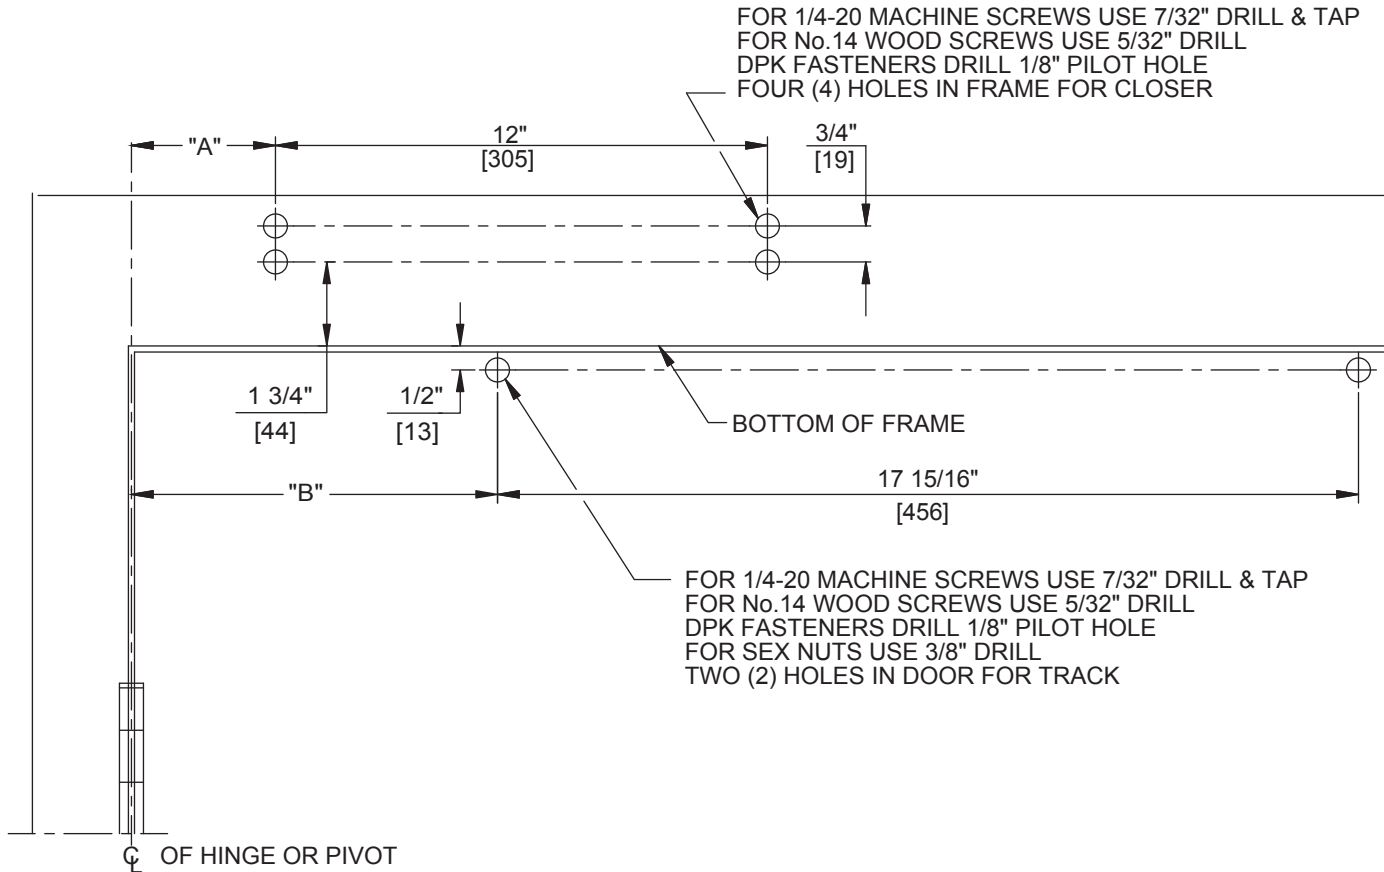 FOR 1/4-20 MACHINE SCREWS USE 7/32" DRILL & TAP
FOR No.14 WOOD SCREWS USE 5/32" DRILL
DPK FASTENERS DRILL 1/8" PILOT HOLE
FOUR (4) HOLES IN FRAME FOR CLOSER
"A"
12"
[305]
3/4"
[19]
1 3/4"
[44]
1/2"
[13]
BOTTOM OF FRAME
"B"
17 15/16"
[456]
FOR 1/4-20 MACHINE SCREWS USE 7/32" DRILL & TAP
FOR No.14 WOOD SCREWS USE 5/32" DRILL
DPK FASTENERS DRILL 1/8" PILOT HOLE
FOR SEX NUTS USE 3/8" DRILL
TWO (2) HOLES IN DOOR FOR TRACK
℄ OF HINGE OR PIVOT